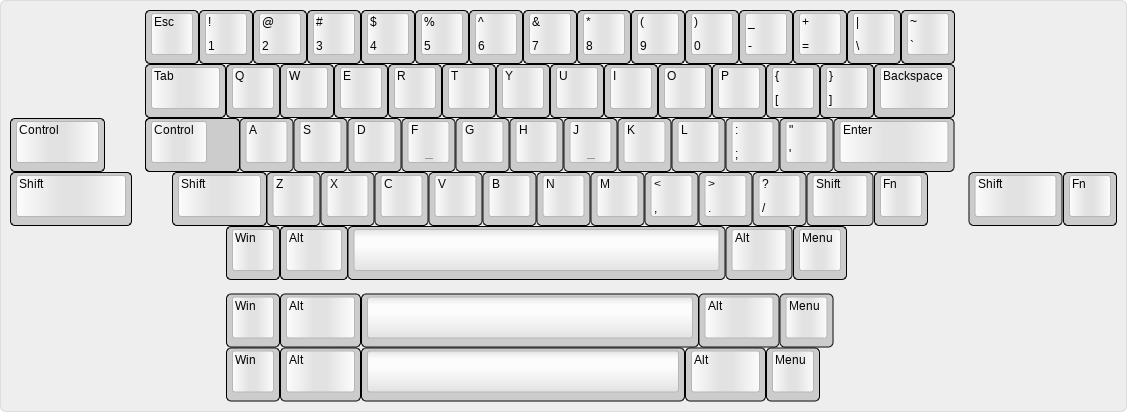 Esc ! @ # $ % ^ & * ( ) _ + | ~
1 2 3 4 5 6 7 8 9 0 - = \ `
Tab Q W E R T Y U I O P { } Backspace
[ ]
Control Control A S D F G H J K L : " Enter
_ _ ; '
Shift Shift Z X C V B N M < > ? Shift Fn Shift Fn
, . /
Win Alt Alt Menu
Win Alt Alt Menu
Win Alt Alt Menu